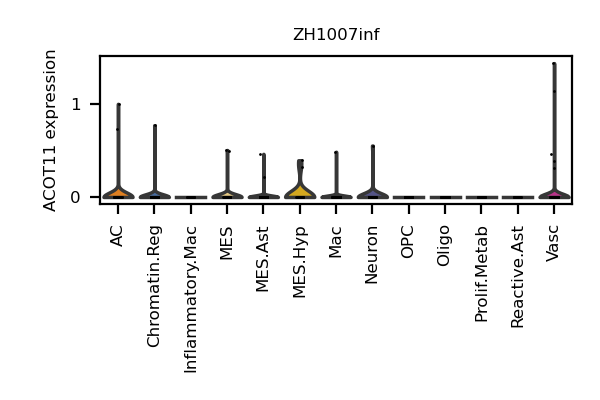 ZH1007inf
ACOT11 expression
1
0
AC
Chromatin.Reg
Inflammatory.Mac
MES
MES.Ast
MES.Hyp
Mac
Neuron
OPC
Oligo
Prolif.Metab
Reactive.Ast
Vasc